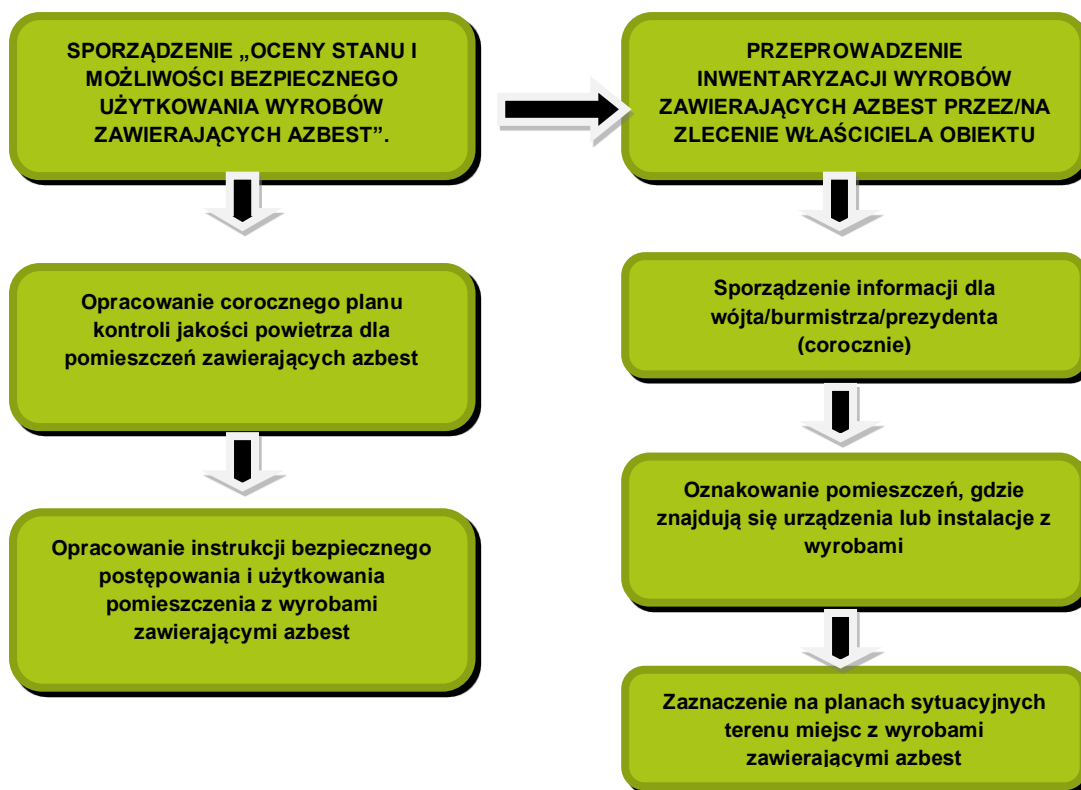 SPORZĄDZENIE „OCENY STANU I
MOŻLIWOŚCI BEZPIECZNEGO
UŻYTKOWANIA WYROBÓW
ZAWIERAJĄCYCH AZBEST”.
PRZEPROWADZENIE
INWENTARYZACJI WYROBÓW
ZAWIERAJĄCYCH AZBEST PRZEZ/NA
ZLECENIE WŁAŚCICIELA OBIEKTU
Opracowanie corocznego planu
kontroli jakości powietrza dla
pomieszczeń zawierających azbest
Sporządzenie informacji dla
wójta/burmistrza/prezydenta
(corocznie)
Opracowanie instrukcji bezpiecznego
postępowania i użytkowania
pomieszczenia z wyrobami
zawierającymi azbest
Oznakowanie pomieszczeń, gdzie
znajdują się urządzenia lub instalacje z
wyrobami
Zaznaczenie na planach sytuacyjnych
terenu miejsc z wyrobami
zawierającymi azbest